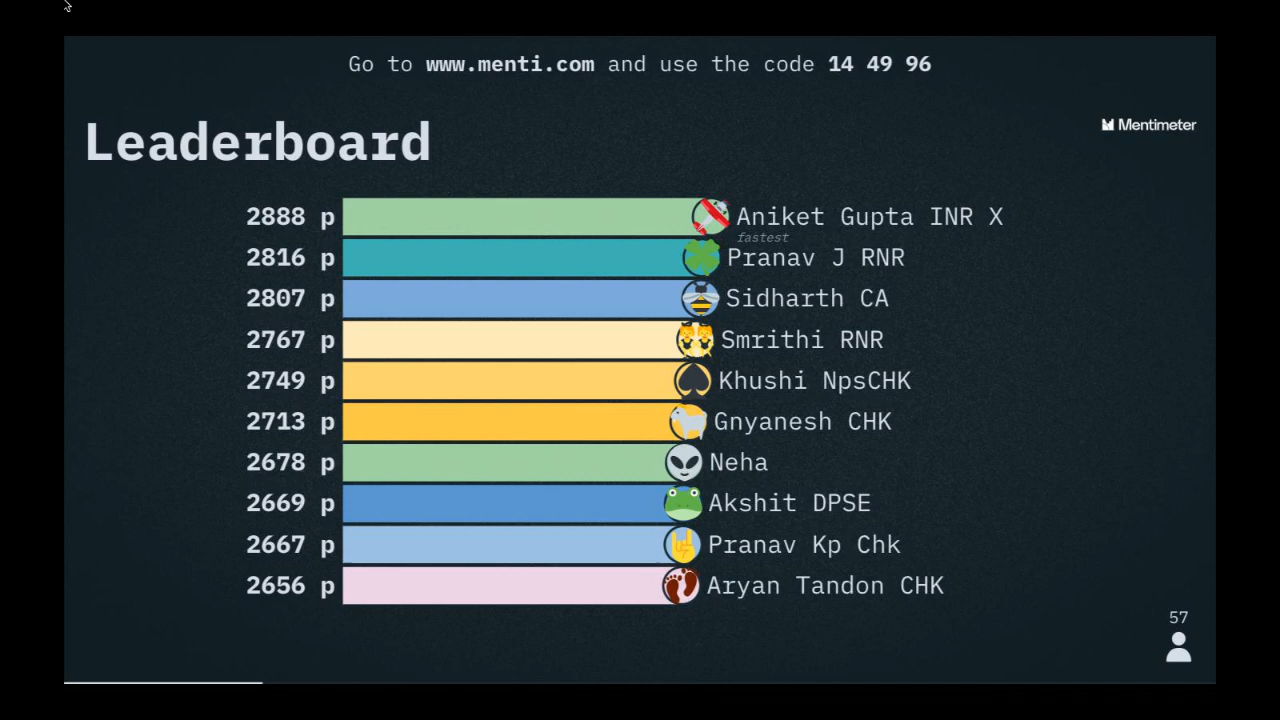 Go to www.menti.com and use the code 14 49 96
Mentimeter
Leaderboard
2888 p Aniket Gupta INR X
fastest
2816 p Pranav J RNR
2807 p Sidharth CA
2767 p Smrithi RNR
2749 p Khushi NpsCHK
2713 p Gnyanesh CHK
2678 p Neha
2669 p Akshit DPSE
2667 p Pranav Kp Chk
2656 p Aryan Tandon CHK
57